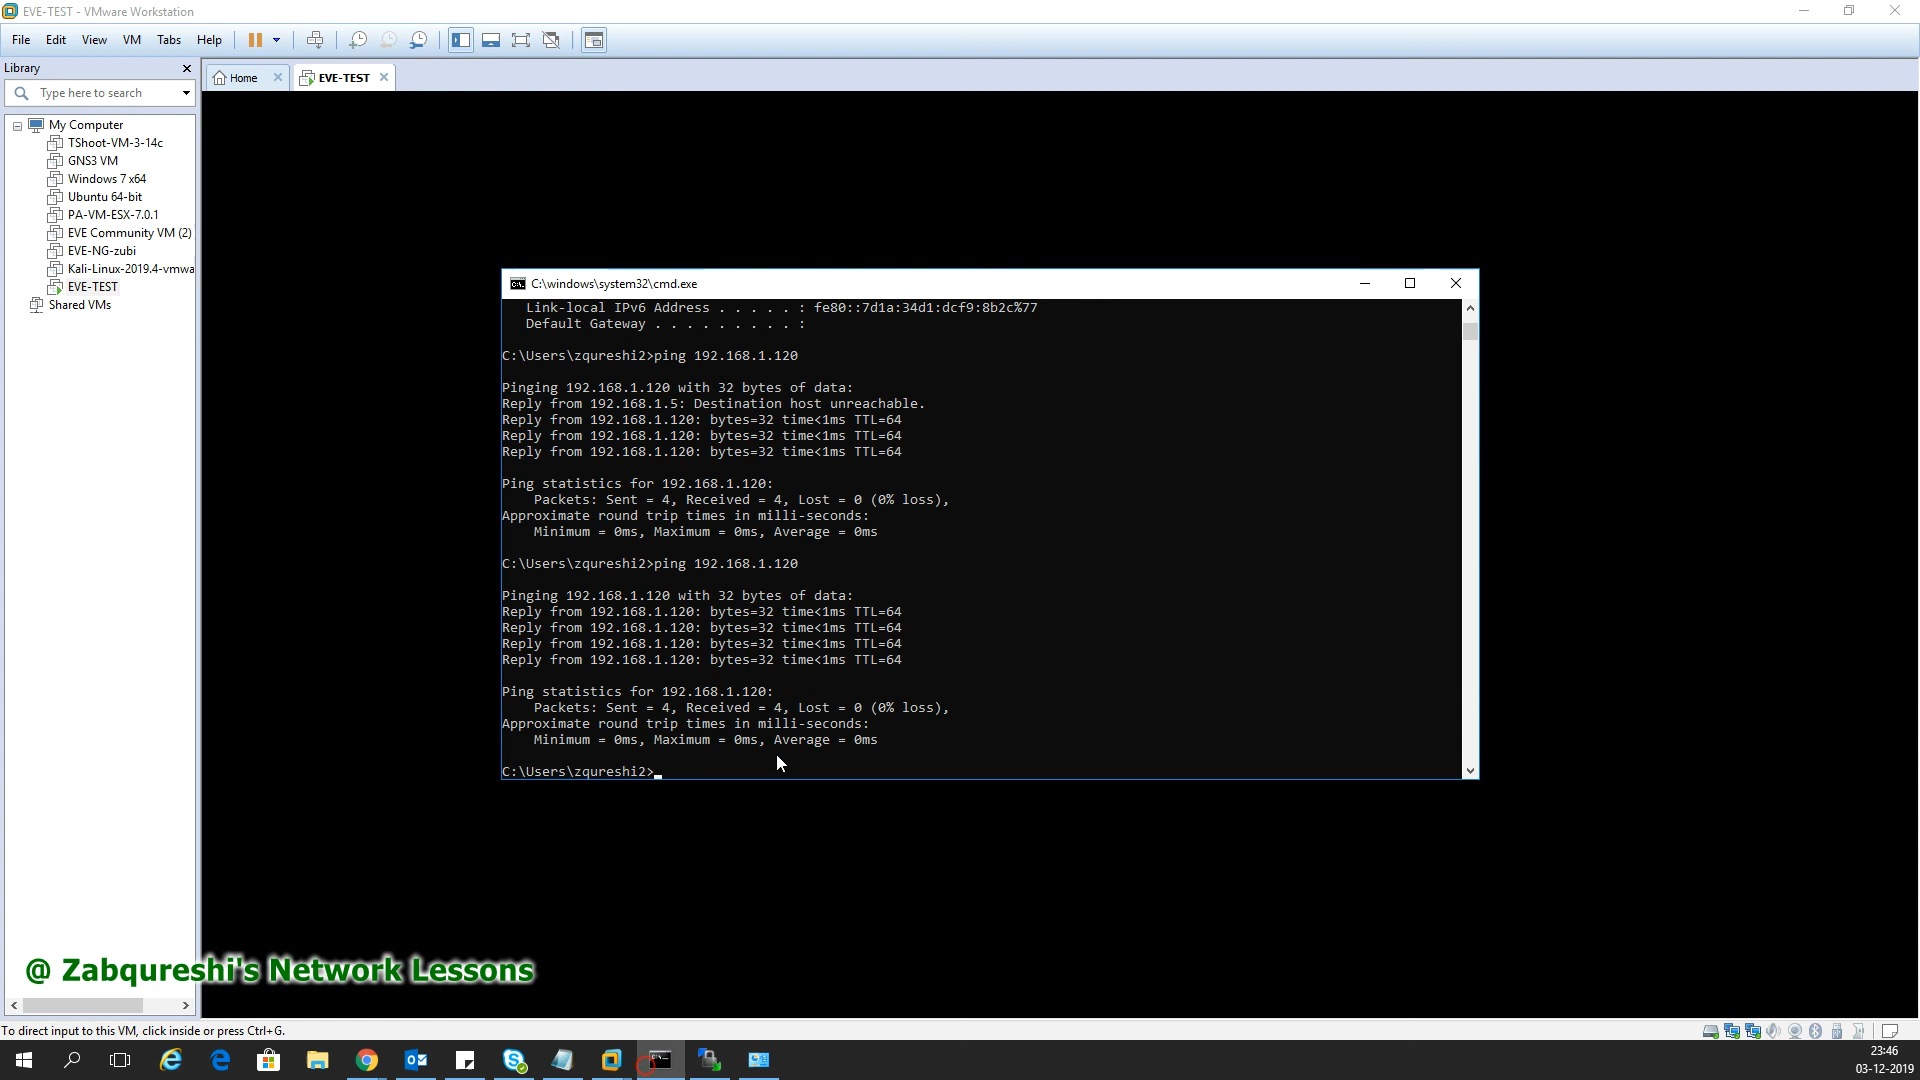 EVE-TEST - VMware Workstation
File Edit View VM Tabs Help
Library
Type here to search
My Computer
TShoot-VM-3-14c
GNS3 VM
Windows 7 x64
Ubuntu 64-bit
PA-VM-ESX-7.0.1
EVE Community VM (2)
EVE-NG-zubi
Kali-Linux-2019.4-vmwa
EVE-TEST
Shared VMs
Home
EVE-TEST
C:\windows\system32\cmd.exe
Link-local IPv6 Address . . . . . : fe80::7d1a:34d1:dcf9:8b2c%77
Default Gateway . . . . . . . . . :
C:\Users\zqureshi2>ping 192.168.1.120
Pinging 192.168.1.120 with 32 bytes of data:
Reply from 192.168.1.5: Destination host unreachable.
Reply from 192.168.1.120: bytes=32 time<1ms TTL=64
Reply from 192.168.1.120: bytes=32 time<1ms TTL=64
Reply from 192.168.1.120: bytes=32 time<1ms TTL=64
Ping statistics for 192.168.1.120:
Packets: Sent = 4, Received = 4, Lost = 0 (0% loss),
Approximate round trip times in milli-seconds:
Minimum = 0ms, Maximum = 0ms, Average = 0ms
C:\Users\zqureshi2>ping 192.168.1.120
Pinging 192.168.1.120 with 32 bytes of data:
Reply from 192.168.1.120: bytes=32 time<1ms TTL=64
Reply from 192.168.1.120: bytes=32 time<1ms TTL=64
Reply from 192.168.1.120: bytes=32 time<1ms TTL=64
Reply from 192.168.1.120: bytes=32 time<1ms TTL=64
Ping statistics for 192.168.1.120:
Packets: Sent = 4, Received = 4, Lost = 0 (0% loss),
Approximate round trip times in milli-seconds:
Minimum = 0ms, Maximum = 0ms, Average = 0ms
C:\Users\zqureshi2>
@ Zabqureshi's Network Lessons
To direct input to this VM, click inside or press Ctrl+G.
23:46
03-12-2019